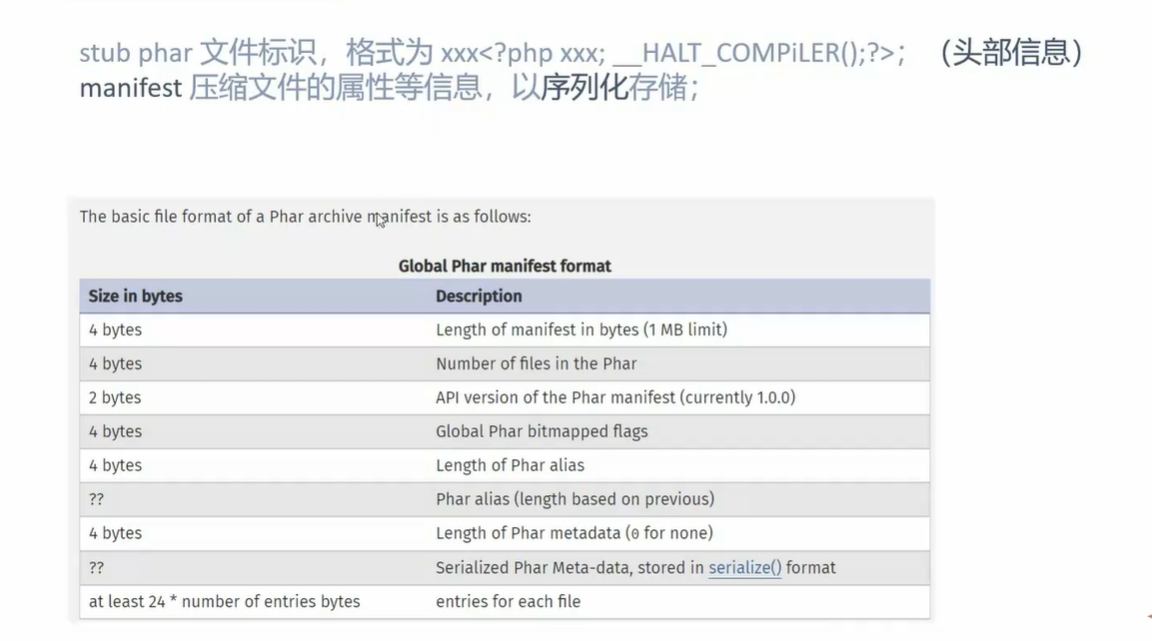 stub phar 文件标识，格式为 xxx<?php xxx; __HALT_COMPiLER();?>； （头部信息）
manifest 压缩文件的属性等信息，以序列化存储；
The basic file format of a Phar archive manifest is as follows:
Global Phar manifest format
Size in bytes Description
4 bytes Length of manifest in bytes (1 MB limit)
4 bytes Number of files in the Phar
2 bytes API version of the Phar manifest (currently 1.0.0)
4 bytes Global Phar bitmapped flags
4 bytes Length of Phar alias
?? Phar alias (length based on previous)
4 bytes Length of Phar metadata (0 for none)
?? Serialized Phar Meta-data, stored in serialize() format
at least 24 * number of entries bytes entries for each file